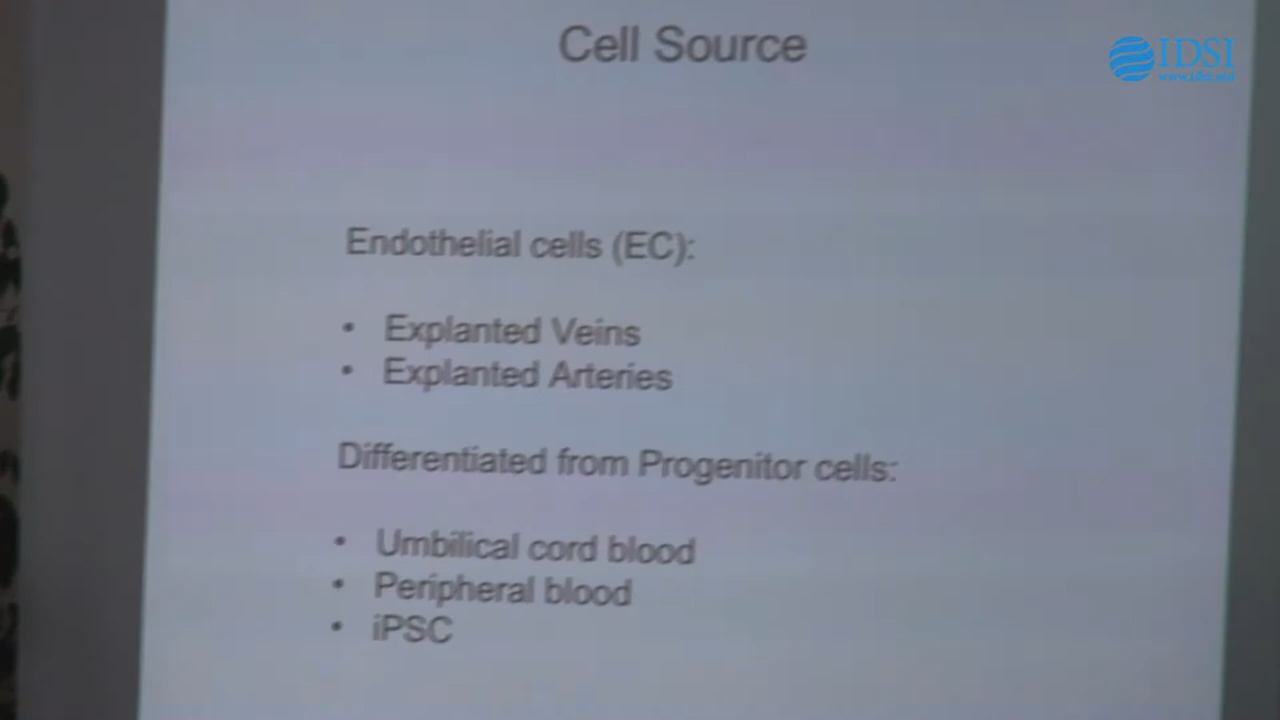 Cell Source
IDSI
Endothelial cells (EC):
• Explanted Veins
• Explanted Arteries
Differentiated from Progenitor cells:
• Umbilical cord blood
• Peripheral blood
• iPSC